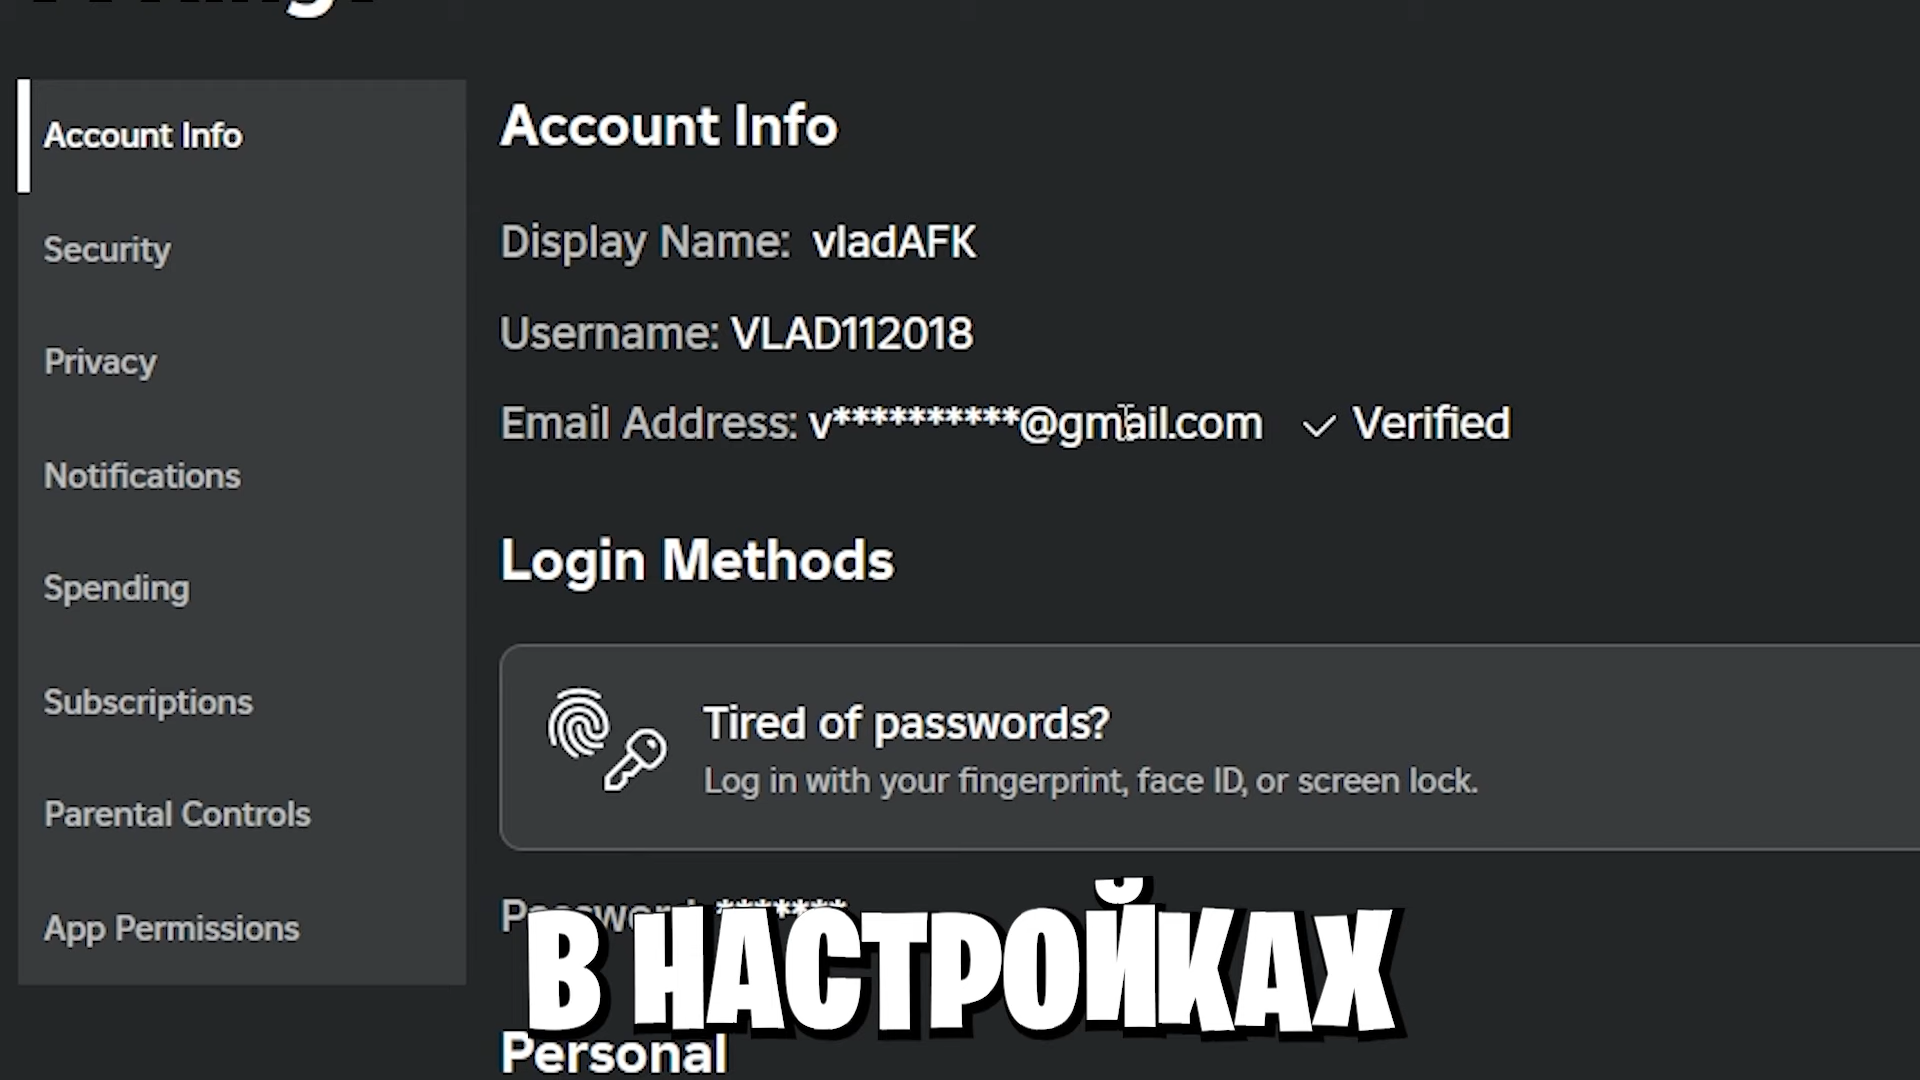 Account Info
Security
Privacy
Notifications
Spending
Subscriptions
Parental Controls
App Permissions
Account Info
Display Name: vladAFK
Username: VLAD112018
Email Address: v**********@gmail.com ✓ Verified
Login Methods
Tired of passwords?
Log in with your fingerprint, face ID, or screen lock.
В НАСТРОЙКАХ
Personal